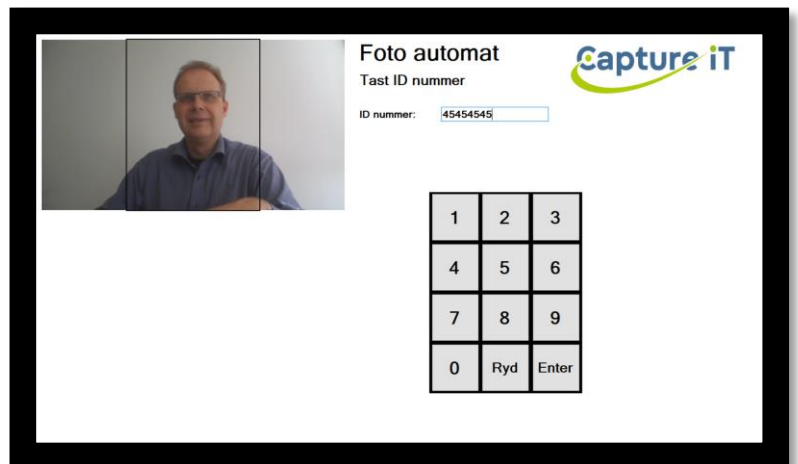 Foto automat
Capture iT
Tast ID nummer
ID nummer: 45454545
1 2 3
4 5 6
7 8 9
0 Ryd Enter